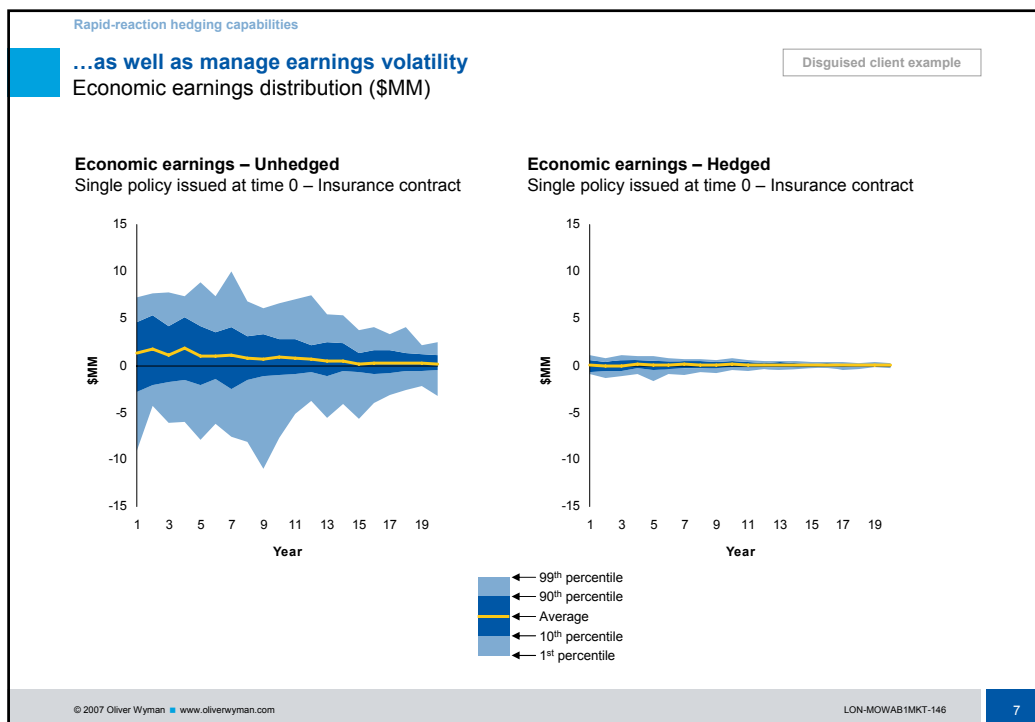 Rapid-reaction hedging capabilities
…as well as manage earnings volatility
Economic earnings distribution ($MM)
Disguised client example
Economic earnings – Unhedged
Single policy issued at time 0 – Insurance contract
15
10
5
0
-5
-10
-15
$MM
1 3 5 7 9 11 13 15 17 19
Year
Economic earnings – Hedged
Single policy issued at time 0 – Insurance contract
15
10
5
0
-5
-10
-15
$MM
1 3 5 7 9 11 13 15 17 19
Year
99th percentile
90th percentile
Average
10th percentile
1st percentile
© 2007 Oliver Wyman ■ www.oliverwyman.com
LON-MOWAB1MKT-146
7